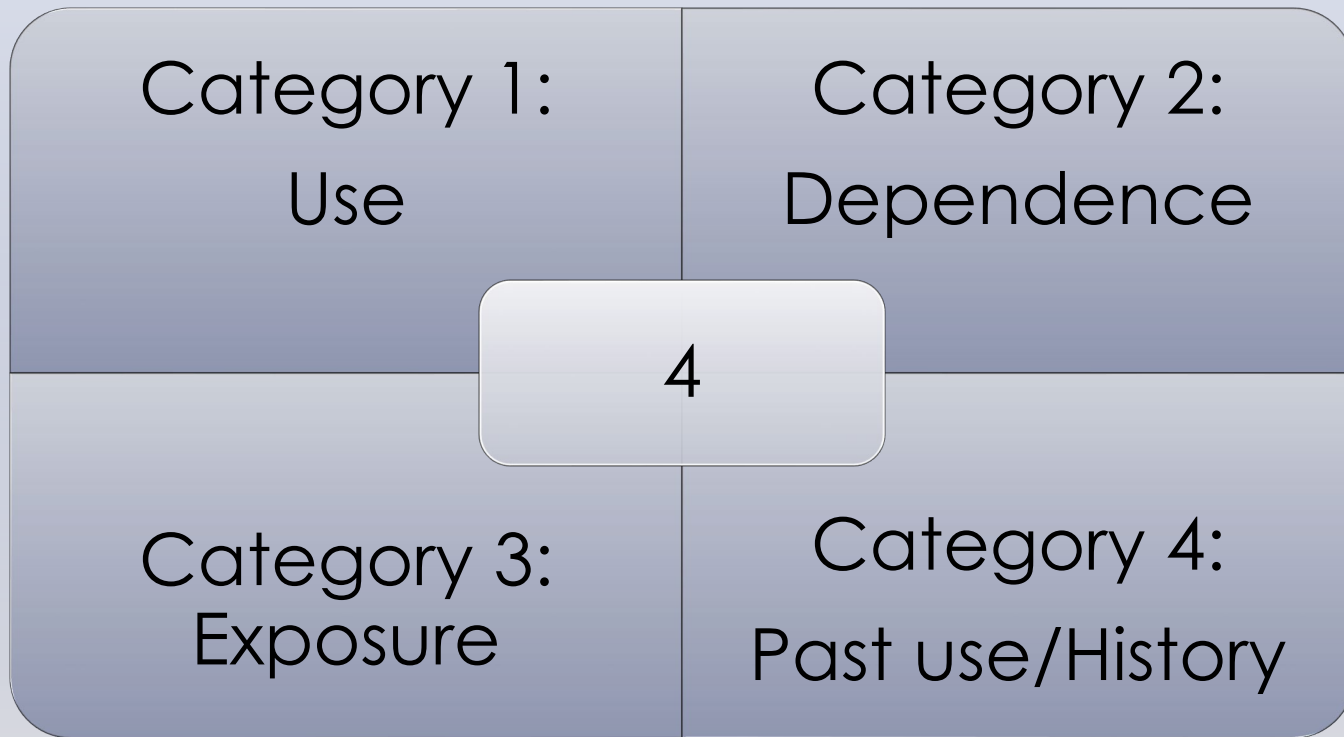 Category 1:
Use
Category 2:
Dependence
4
Category 3:
Exposure
Category 4:
Past use/History